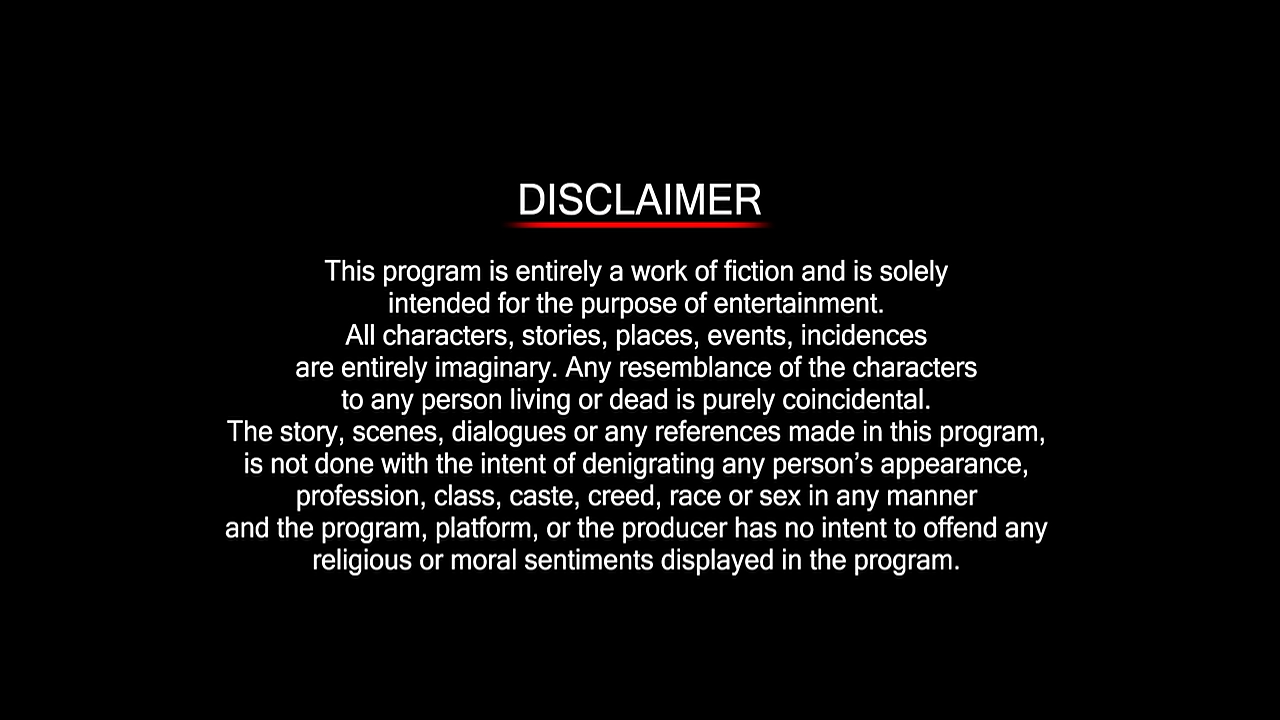 DISCLAIMER
This program is entirely a work of fiction and is solely
intended for the purpose of entertainment.
All characters, stories, places, events, incidences
are entirely imaginary. Any resemblance of the characters
to any person living or dead is purely coincidental.
The story, scenes, dialogues or any references made in this program,
is not done with the intent of denigrating any person’s appearance,
profession, class, caste, creed, race or sex in any manner
and the program, platform, or the producer has no intent to offend any
religious or moral sentiments displayed in the program.